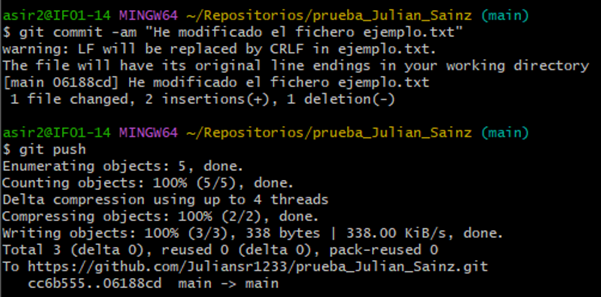 asir2@IF01-14 MINGW64 ~/Repositorios/prueba_Julian_Sainz (main)
$ git commit -am "He modificado el fichero ejemplo.txt"
warning: LF will be replaced by CRLF in ejemplo.txt.
The file will have its original line endings in your working directory
[main 06188cd] He modificado el fichero ejemplo.txt
 1 file changed, 2 insertions(+), 1 deletion(-)

asir2@IF01-14 MINGW64 ~/Repositorios/prueba_Julian_Sainz (main)
$ git push
Enumerating objects: 5, done.
Counting objects: 100% (5/5), done.
Delta compression using up to 4 threads
Compressing objects: 100% (2/2), done.
Writing objects: 100% (3/3), 338 bytes | 338.00 KiB/s, done.
Total 3 (delta 0), reused 0 (delta 0), pack-reused 0
To https://github.com/Juliansr1233/prueba_Julian_Sainz.git
   cc6b555..06188cd  main -> main